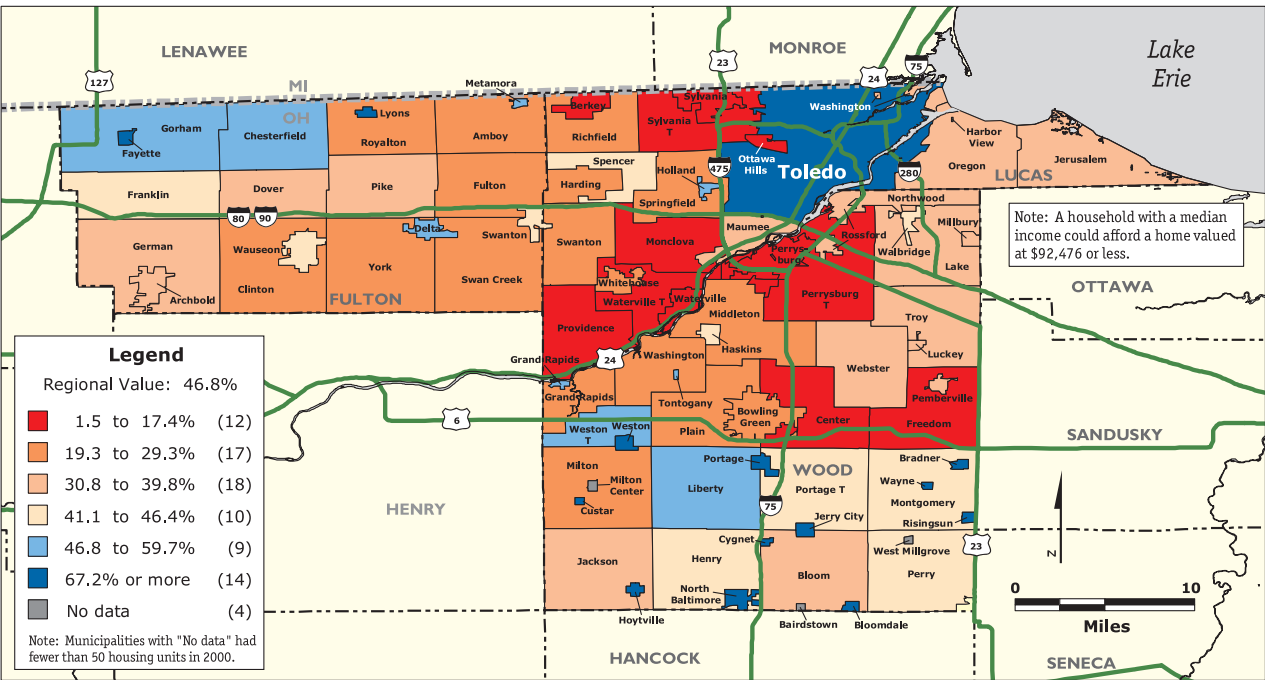 LENAWEE
MONROE
Lake
Erie
127
23
24
75
MI
OH
Metamora
Washington
Gorham
Fayette
Chesterfield
Lyons
Royalton
Amboy
Berkey
Richfield
Sylvania
Sylvania
T
Ottawa
Hills
Toledo
Harbor
View
Oregon
Jerusalem
LUCAS
Franklin
Dover
Pike
Fulton
Spencer
Harding
Holland
Springfield
475
280
Northwood
80
90
German
Wauseon
Delta
Swanton
Swanton
Monclova
Maumee
Rossford
Perrys-
burg
Walbridge
Millbury
Lake
Note: A household with a median
income could afford a home valued
at $92,476 or less.
Archbold
Clinton
York
Swan Creek
FULTON
Whitehouse
Waterville T
Waterville
Perrysburg
T
OTTAWA
Providence
Middleton
Troy
Haskins
Luckey
Washington
Webster
Grand Rapids
24
Grand Rapids
T
Tontogany
Pemberville
6
Weston
T
Weston
Plain
Bowling
Green
Center
Freedom
SANDUSKY
Milton
Milton
Center
Custar
Liberty
Portage
WOOD
Portage T
Bradner
Wayne
Montgomery
Risingsun
HENRY
75
Jerry City
Cygnet
West Millgrove
23
Jackson
Henry
Bloom
Perry
North
Baltimore
Hoytville
Bairdstown
Bloomdale
HANCOCK
SENECA
N
0
10
Miles
Legend
Regional Value: 46.8%
1.5 to 17.4% (12)
19.3 to 29.3% (17)
30.8 to 39.8% (18)
41.1 to 46.4% (10)
46.8 to 59.7% (9)
67.2% or more (14)
No data (4)
Note: Municipalities with "No data" had
fewer than 50 housing units in 2000.